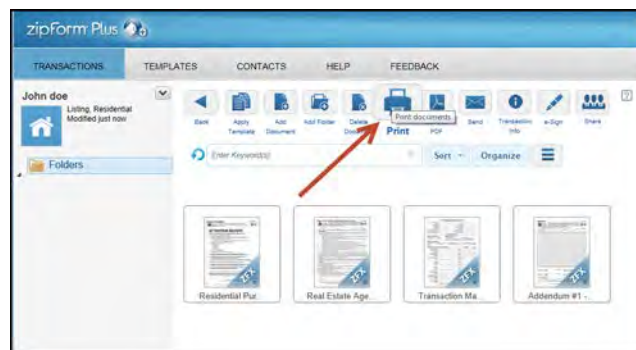 zipForm Plus
TRANSACTIONS TEMPLATES CONTACTS HELP FEEDBACK
John doe
Listing, Residential
Modified just now
Folders
Back Apply Template Add Document Add Folder Delete Print PDF Send Transaction Info e-Sign Share
Print documents
Enter Keyword(s) Sort Organize
ZFX ZFX ZFX ZFX
Residential Pur... Real Estate Age... Transaction Ma... Addendum #1 -...